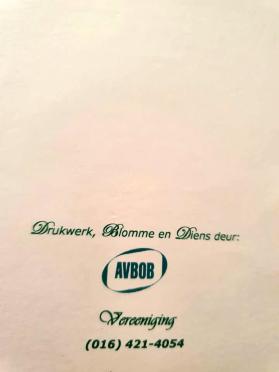 Drukwerk, Blomme en Diens deur:
AVBOB
Vereeniging
(016) 421-4054